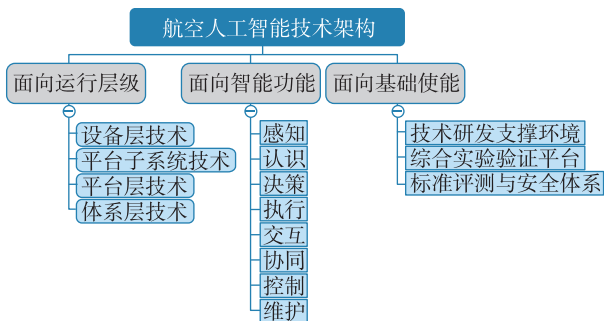 航空人工智能技术架构
面向运行层级
设备层技术
平台子系统技术
平台层技术
体系层技术
面向智能功能
感知
认识
决策
执行
交互
协同
控制
维护
面向基础使能
技术研发支撑环境
综合实验验证平台
标准评测与安全体系